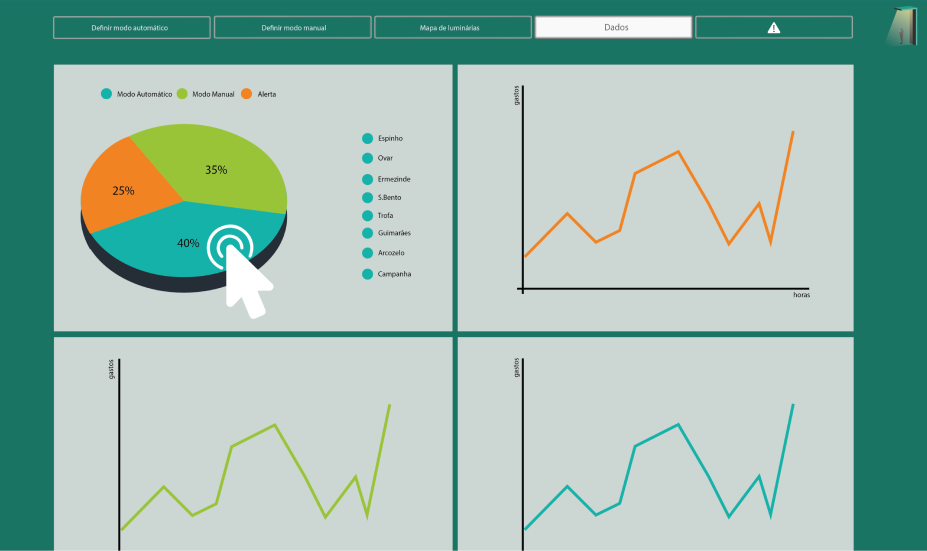 Definir modo automático
Definir modo manual
Mapa de luminárias
Dados
Modo Automático
Modo Manual
Alerta
35%
25%
40%
Espinho
Ovar
Ermezinde
S.Bento
Trofa
Guimarães
Arcozelo
Campanha
gastos
horas
gastos
gastos